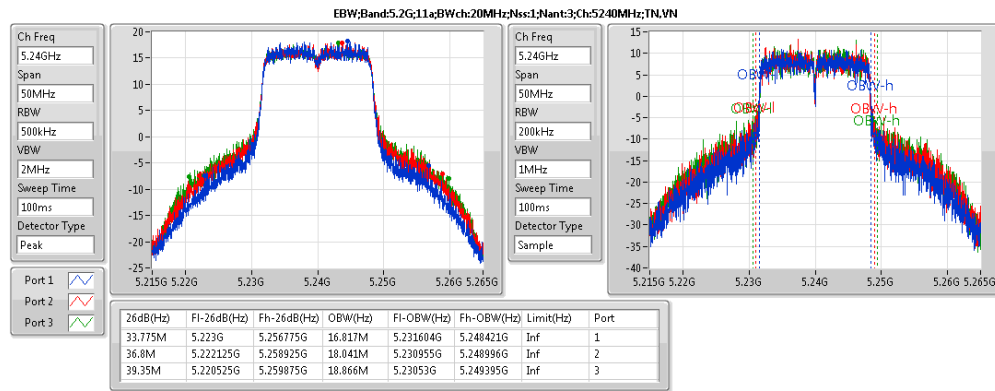 EBW;Band:5.2G;11a;BWch:20MHz;Nss:1;Nant:3;Ch:5240MHz;TN,VN
Ch Freq
5.24GHz
Span
50MHz
RBW
500kHz
VBW
2MHz
Sweep Time
100ms
Detector Type
Peak
Port 1
Port 2
Port 3
20
15
10
5
0
-5
-10
-15
-20
-25
5.215G 5.22G 5.23G 5.24G 5.25G 5.26G 5.265G
Ch Freq
5.24GHz
Span
50MHz
RBW
200kHz
VBW
1MHz
Sweep Time
100ms
Detector Type
Sample
15
10
5
0
-5
-10
-15
-20
-25
-30
-35
-40
OBW-h
OBW-h
OBW-h
5.215G 5.22G 5.23G 5.24G 5.25G 5.26G 5.265G
26dB(Hz) Fl-26dB(Hz) Fh-26dB(Hz) OBW(Hz) Fl-OBW(Hz) Fh-OBW(Hz) Limit(Hz) Port
33.775M 5.223G 5.256775G 16.817M 5.231604G 5.248421G Inf 1
36.8M 5.222125G 5.258925G 18.041M 5.230955G 5.248996G Inf 2
39.35M 5.220525G 5.259875G 18.866M 5.23053G 5.249395G Inf 3